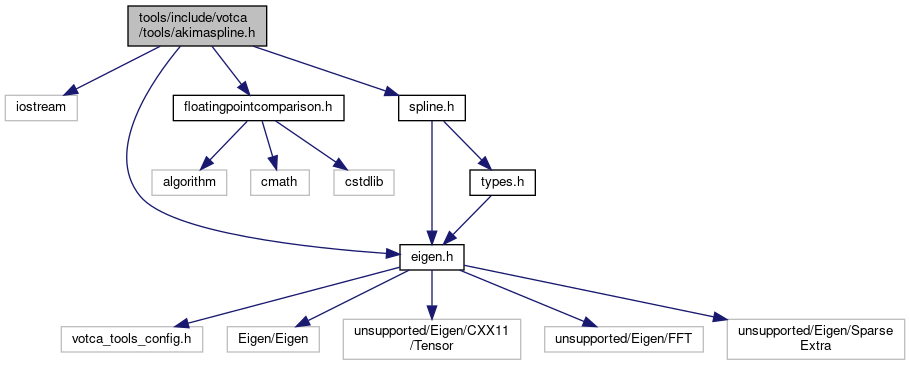 tools/include/votca
/tools/akimaspline.h
iostream
floatingpointcomparison.h
spline.h
algorithm
cmath
cstdlib
types.h
eigen.h
votca_tools_config.h
Eigen/Eigen
unsupported/Eigen/CXX11
/Tensor
unsupported/Eigen/FFT
unsupported/Eigen/Sparse
Extra